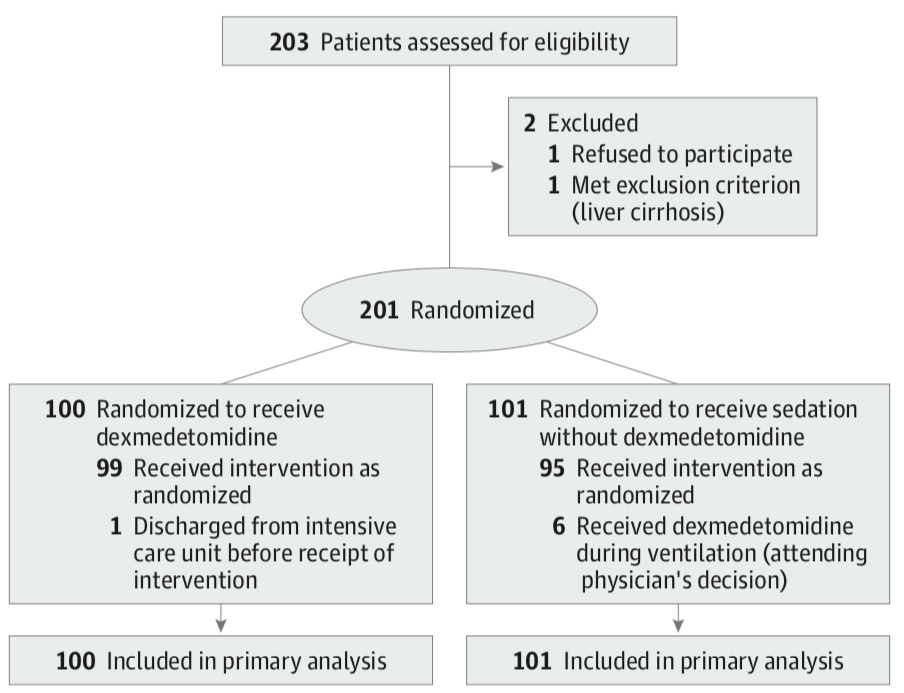 203 Patients assessed for eligibility
2 Excluded
1 Refused to participate
1 Met exclusion criterion
(liver cirrhosis)
201 Randomized
100 Randomized to receive
dexmedetomidine
99 Received intervention as
randomized
1 Discharged from intensive
care unit before receipt of
intervention
101 Randomized to receive sedation
without dexmedetomidine
95 Received intervention as
randomized
6 Received dexmedetomidine
during ventilation (attending
physician's decision)
100 Included in primary analysis
101 Included in primary analysis